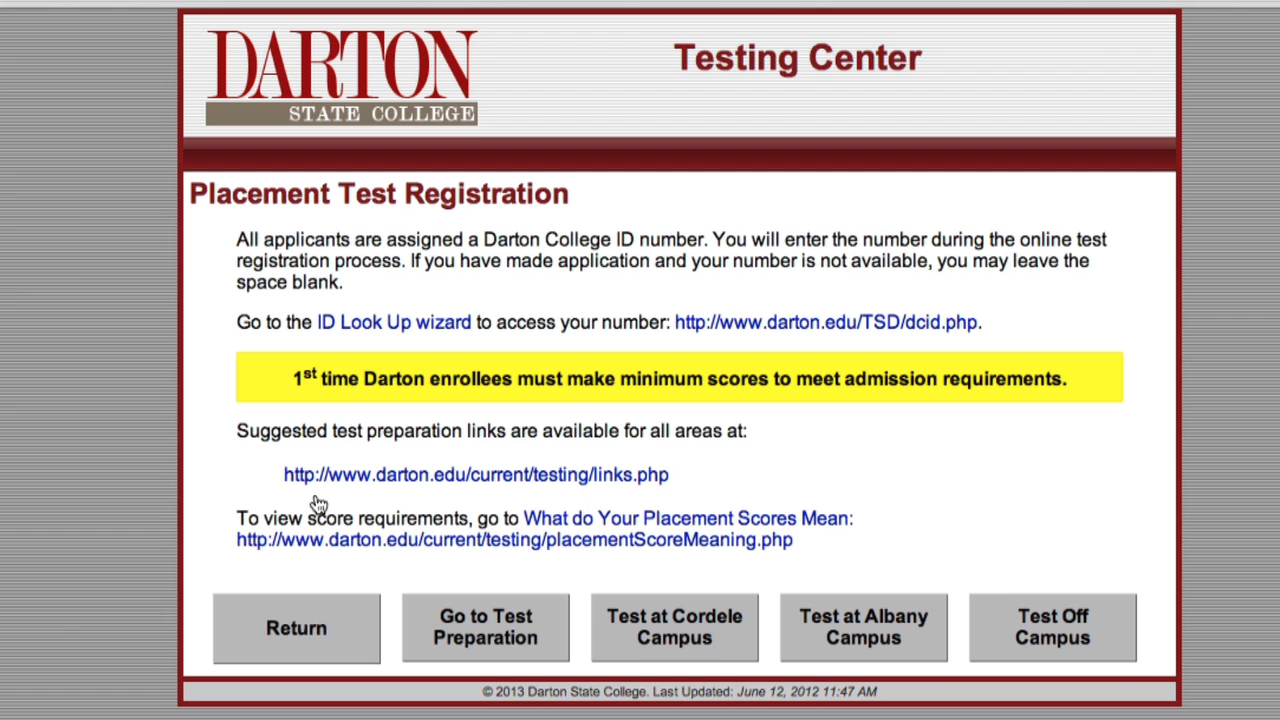 DARTON
STATE COLLEGE
Testing Center
Placement Test Registration
All applicants are assigned a Darton College ID number. You will enter the number during the online test
registration process. If you have made application and your number is not available, you may leave the
space blank.
Go to the ID Look Up wizard to access your number: http://www.darton.edu/TSD/dcid.php.
1st time Darton enrollees must make minimum scores to meet admission requirements.
Suggested test preparation links are available for all areas at:
http://www.darton.edu/current/testing/links.php
To view score requirements, go to What do Your Placement Scores Mean:
http://www.darton.edu/current/testing/placementScoreMeaning.php
Return
Go to Test
Preparation
Test at Cordele
Campus
Test at Albany
Campus
Test Off
Campus
© 2013 Darton State College. Last Updated: June 12, 2012 11:47 AM